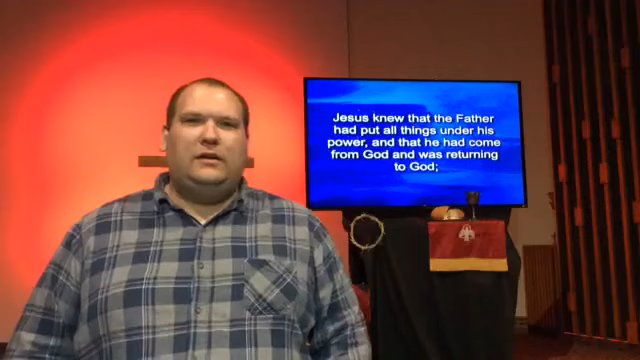 Jesus knew that the Father
had put all things under his
power, and that he had come
from God and was returning
to God;